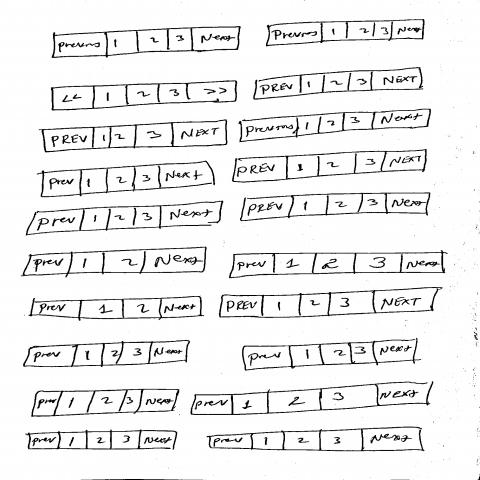 Previous 1 2 3 Next Previous 1 2 3 Next
<< 1 2 3 >> PREV 1 2 3 NEXT
PREV 1 2 3 NEXT Previous 1 2 3 Next
Prev 1 2 3 Next PREV 1 2 3 NEXT
Prev 1 2 3 Next PREV 1 2 3 Next
Prev 1 2 Next Prev 1 2 3 Next
Prev 1 2 Next PREV 1 2 3 NEXT
Prev 1 2 3 Next Prev 1 2 3 Next
Prev 1 2 3 Next Prev 1 2 3 Next
Prev 1 2 3 Next Prev 1 2 3 Next